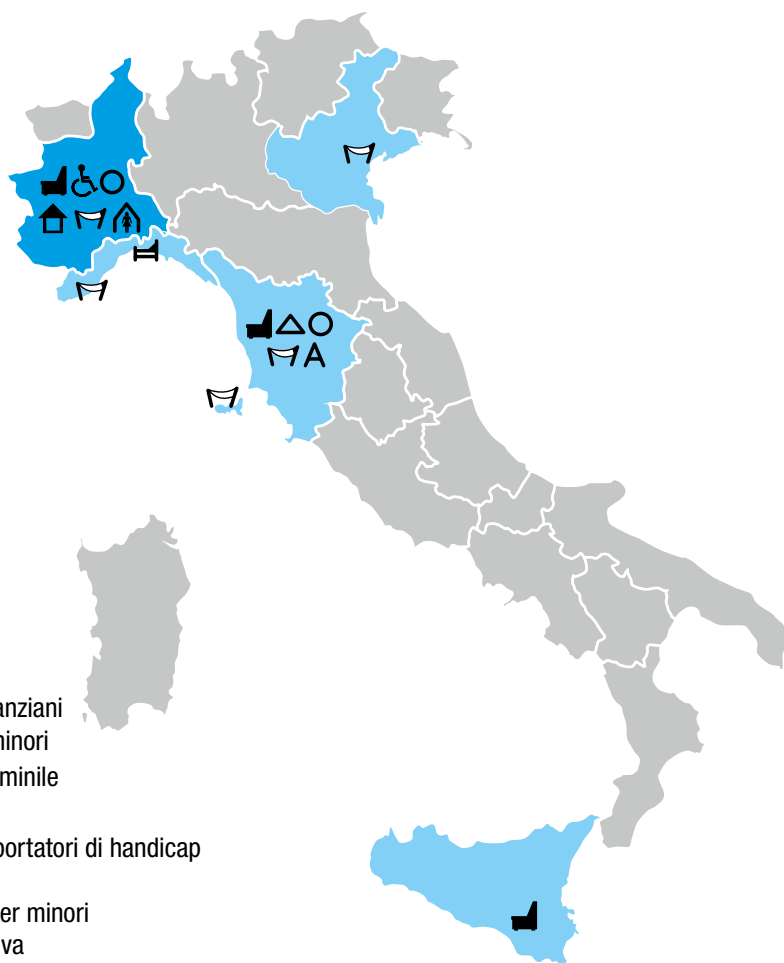 anziani
minori
minile
portatori di handicap
er minori
va